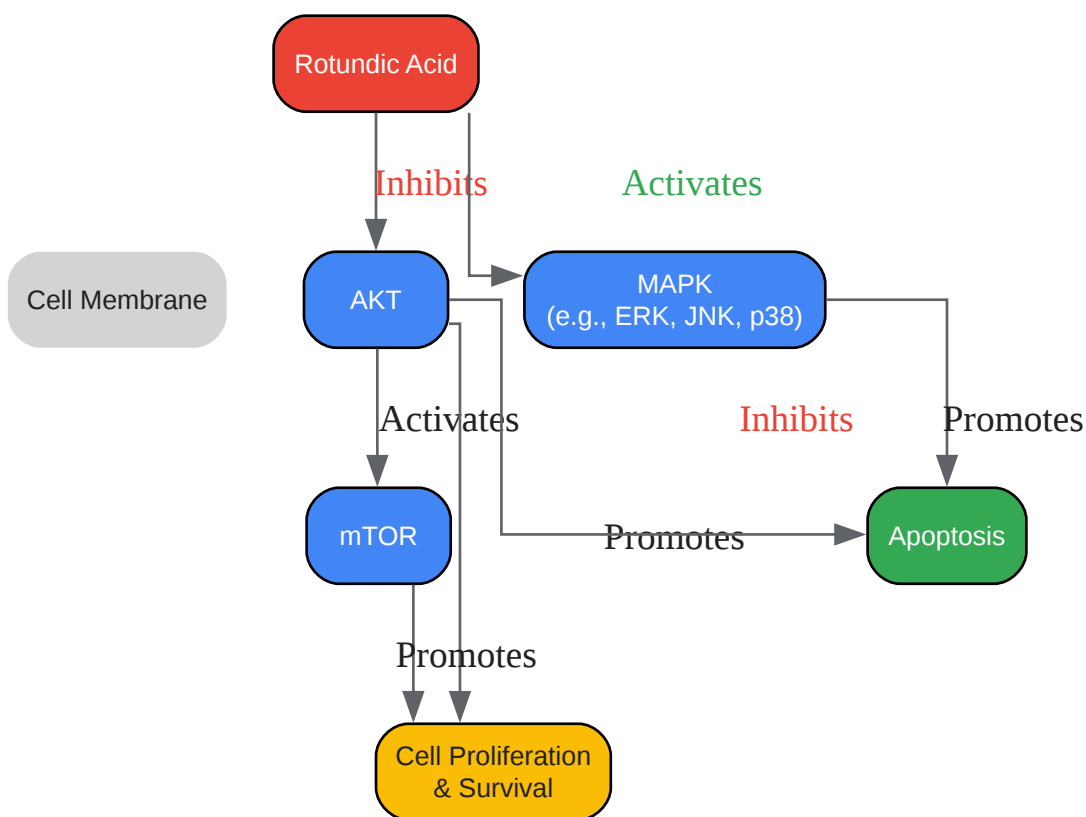 Rotundic Acid
Inhibits
Activates
Cell Membrane
AKT
MAPK
(e.g., ERK, JNK, p38)
Activates
Inhibits
Promotes
mTOR
Promotes
Apoptosis
Promotes
Cell Proliferation
& Survival